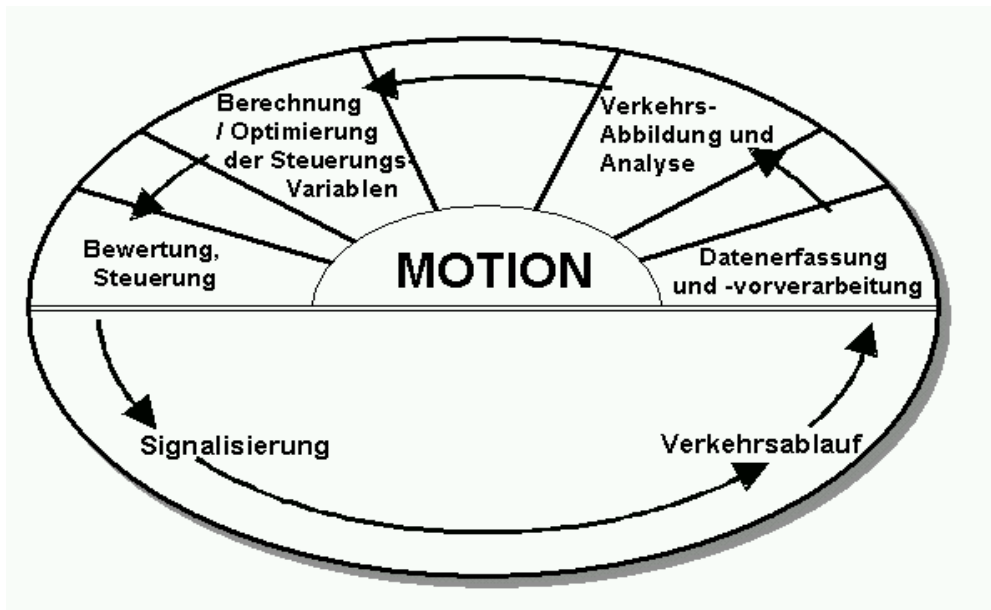 Berechnung
/ Optimierung
der Steuerungs-
Variablen
Verkehrs-
Abbildung und
Analyse
Bewertung,
Steuerung
MOTION
Datenerfassung
und -vorverarbeitung
Signalisierung
Verkehrsablauf